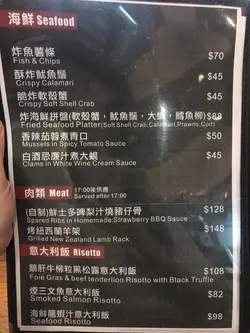 海鮮 Seafood
炸魚薯條 $70
Fish & Chips
酥炸魷魚鬚 $45
Crispy Calamari
脆炸軟殼蟹 $45
Crispy Soft Shell Crab
炸海鮮拼盤(軟殼蟹，魷魚鬚，大蝦，鱈魚柳) $88
Fried Seafood Platter(Soft Shell Crab, Calamari, Prawns, Cod)
香辣茄蓉煮青口 $50
Mussels in Spicy Tomato Sauce
白酒忌廉汁煮大蜆 $45
Clams in White Wine Cream Sauce
肉類 Meat 17:00後供應
Served after 17:00
(自制)鮮士多啤梨汁燒豬仔骨 $128
Spared Ribs in Homemade Strawberry BBQ Sauce
烤紐西蘭羊架 $148
Grilled New Zealand Lamb Rack
意大利飯 Risotto
鵝肝牛柳粒黑松露意大利飯 $108
Foie Gras & beef tenderlion Risotto with Black Truffle
煙三文魚意大利飯 $82
Smoked Salmon Risotto
海鮮龍蝦汁意大利飯 $98
Seafood Risotto